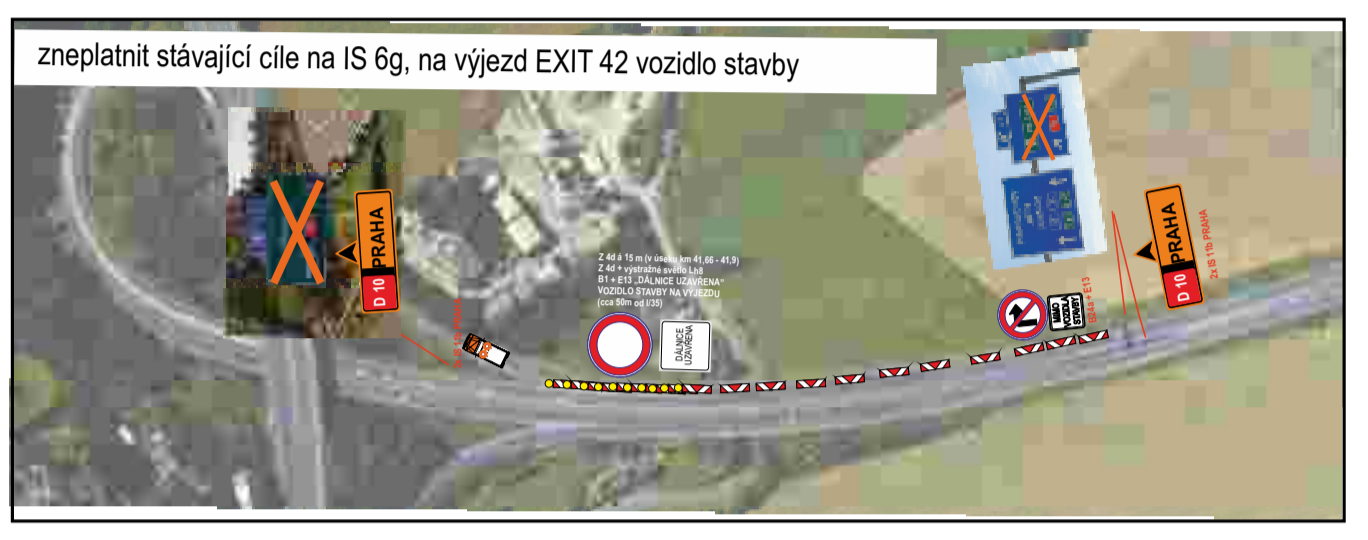 zneplatnit stávající cíle na IS 6g, na výjezd EXIT 42 vozidlo stavby
D 10 PRAHA
Z 4d á 15 m (v úseku km 41,66 - 41,9)
Z 4d + výstražné světlo Lh8
B1 + E13 „DÁLNICE UZAVŘENA"
VOZIDLO STAVBY NA VÝJEZDU
(cca 50m od I/35)
DÁLNICE
UZAVŘENA
MIMO
VOZIDLA
STAVBY
B24a + E13
D 10 PRAHA
2x IS 11b PRAHA